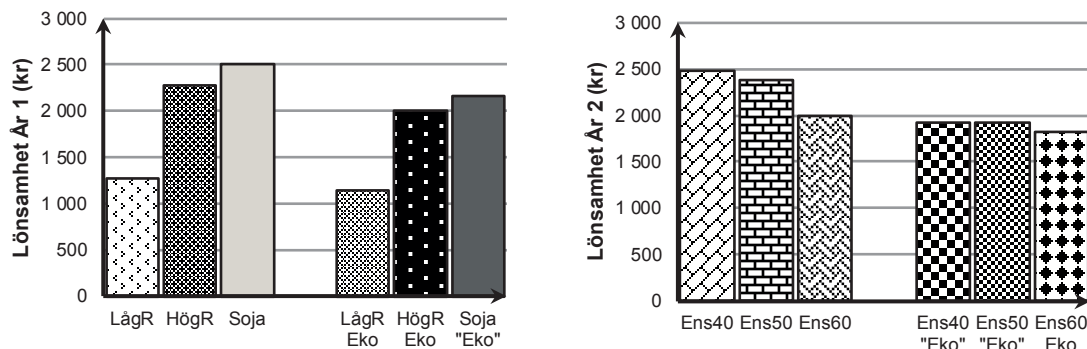 Lönsamhet År 1 (kr)
3 000
2 500
2 000
1 500
1 000
500
0
LågR HögR Soja LågR HögR Soja
Eko Eko "Eko"
Lönsamhet År 2 (kr)
3 000
2 500
2 000
1 500
1 000
500
0
Ens40 Ens50 Ens60 Ens40 Ens50 Ens60
"Eko" "Eko" Eko